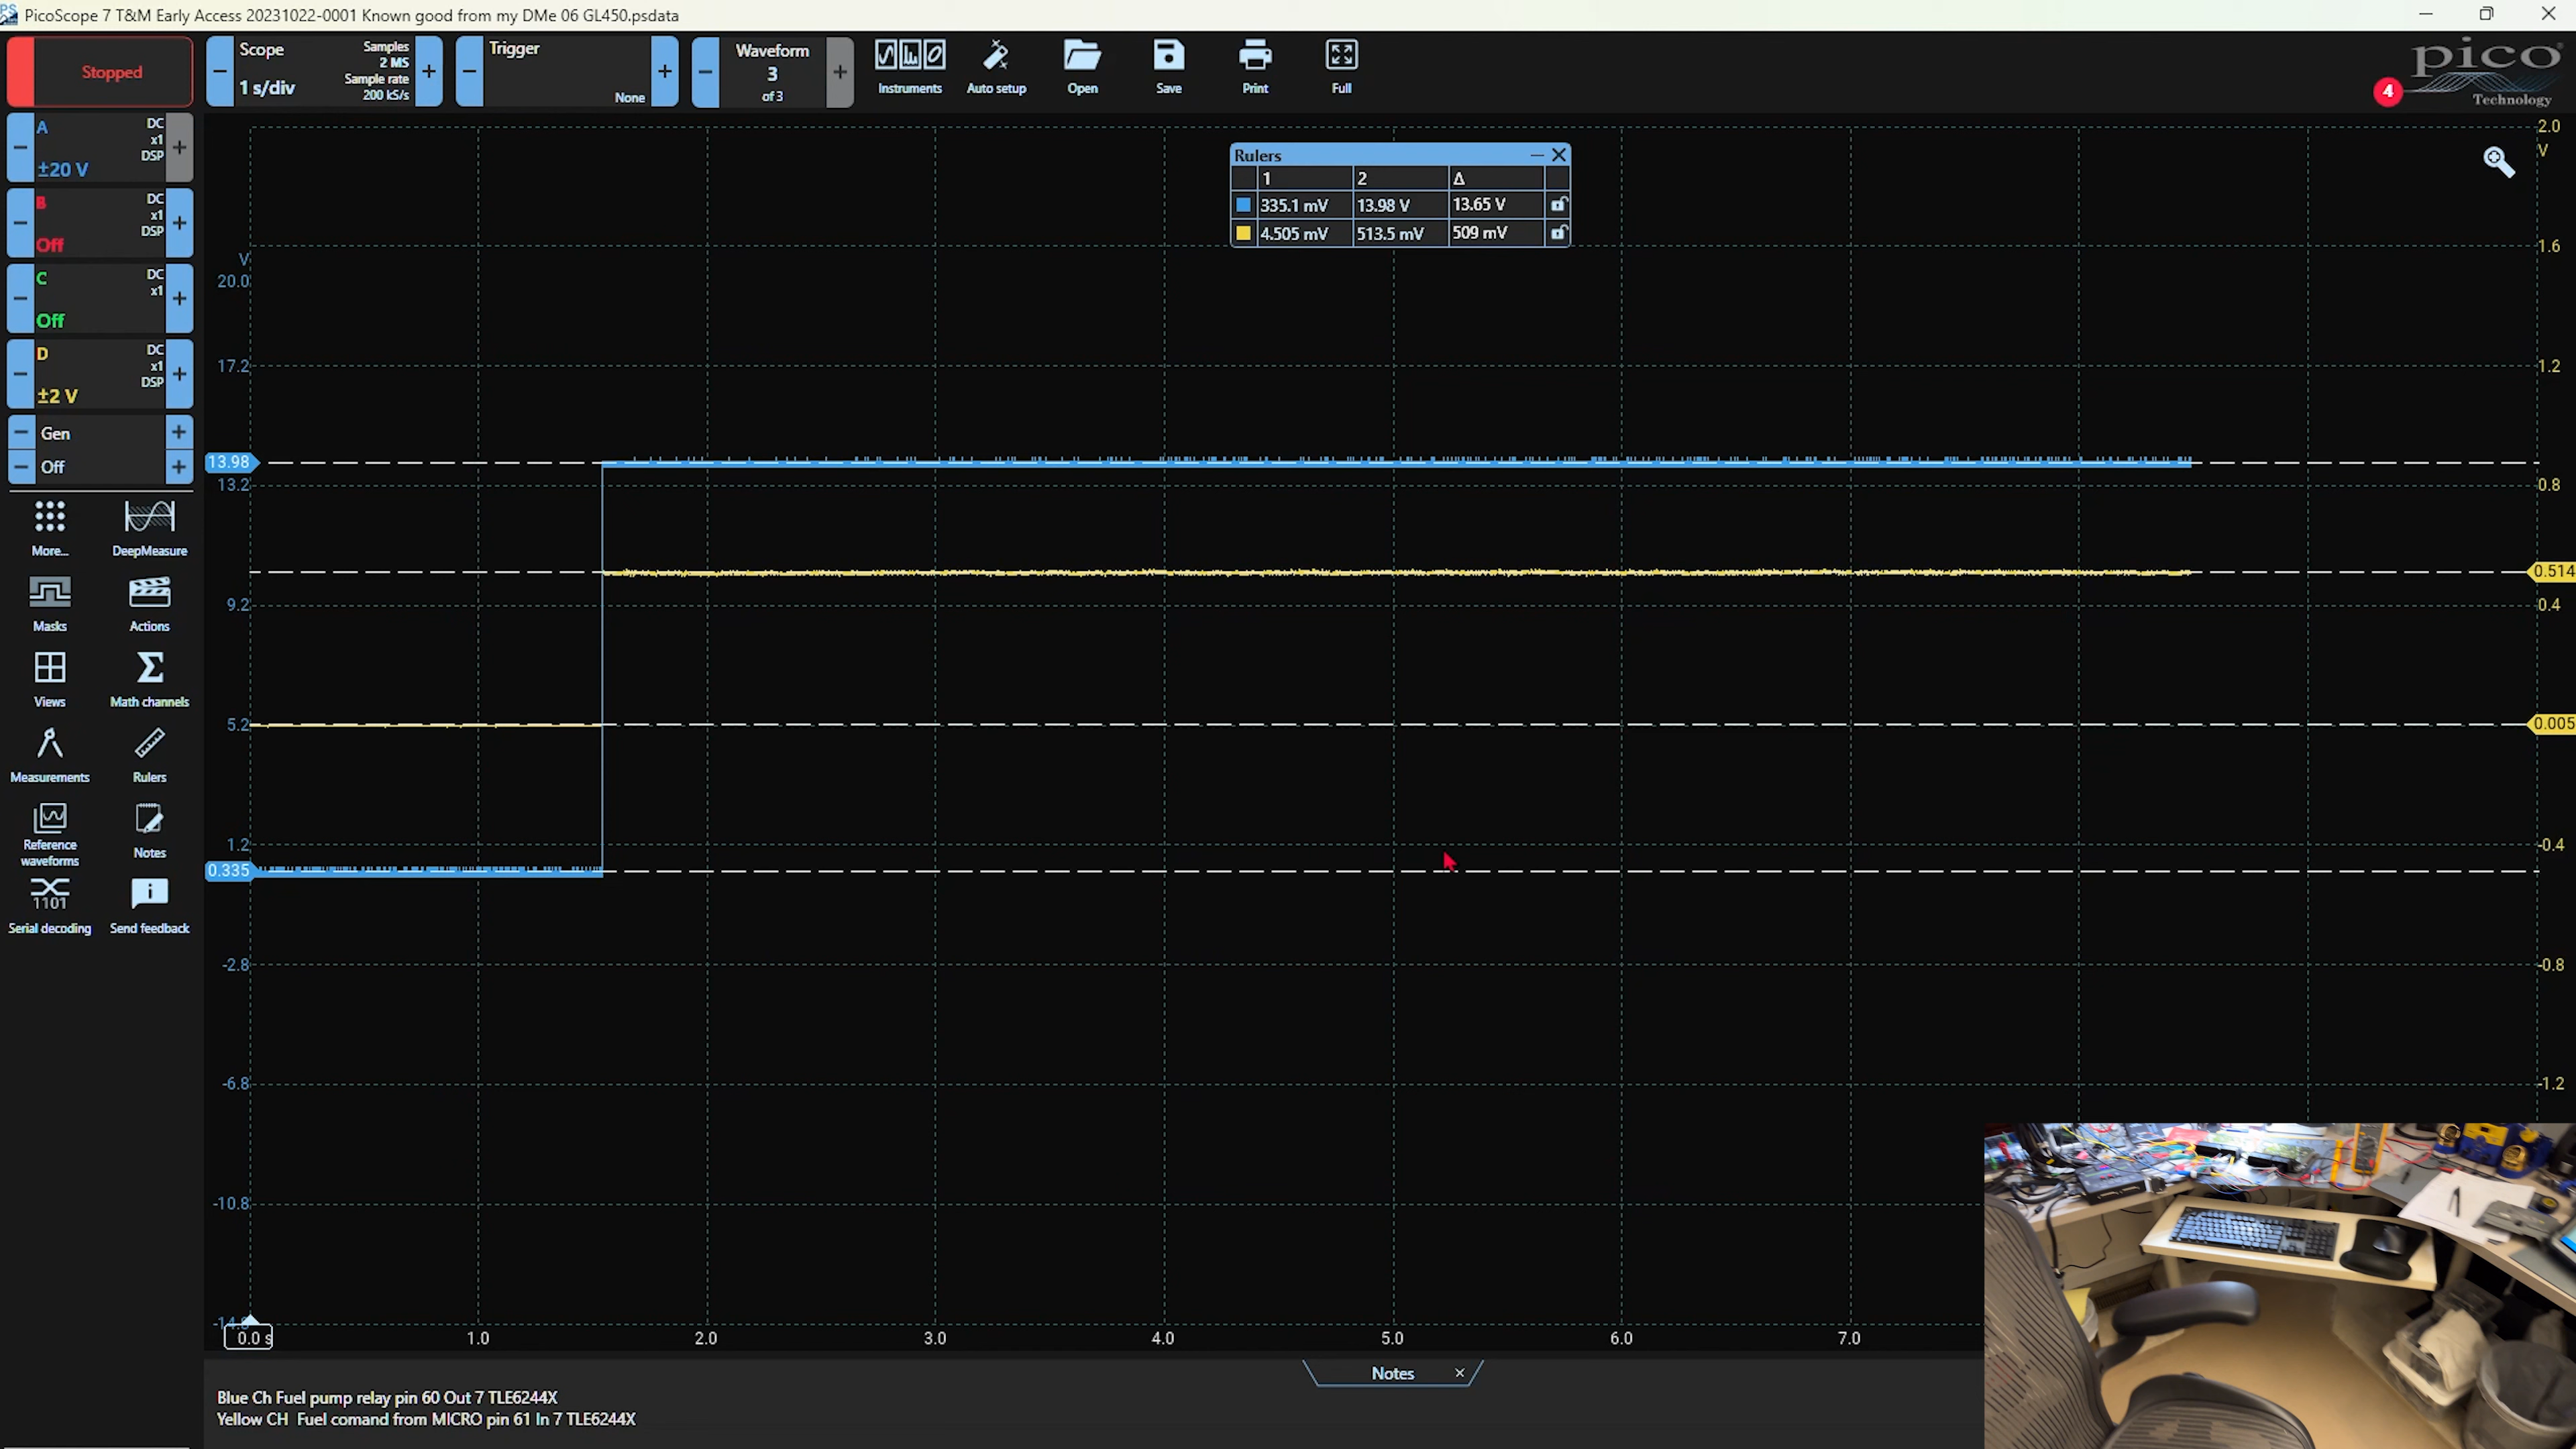 PicoScope 7 T&M Early Access 20231022-0001 Known good from my DMe 06 GL450.psdata
Stopped
Scope
1 s/div
Samples
2 MS
Sample rate
200 kS/s
Trigger
None
Waveform
3
of 3
Instruments
Auto setup
Open
Save
Print
Full
4
pico
Technology
A
DC
x1
DSP
±20 V
B
DC
x1
DSP
Off
C
DC
x1
Off
D
DC
x1
DSP
±2 V
Gen
Off
More...
DeepMeasure
Masks
Actions
Views
Math channels
Measurements
Rulers
Reference
waveforms
Notes
1101
Serial decoding
Send feedback
Rulers
1 2 Δ
335.1 mV 13.98 V 13.65 V
4.505 mV 513.5 mV 509 mV
V
20.0
17.2
13.98
13.2
9.2
5.2
1.2
0.335
-2.8
-6.8
-10.8
-14.8
2.0
V
1.6
1.2
0.8
0.514
0.4
0.005
-0.4
-0.8
-1.2
0.0 s
1.0
2.0
3.0
4.0
5.0
6.0
7.0
Notes
Blue Ch Fuel pump relay pin 60 Out 7 TLE6244X
Yellow CH Fuel comand from MICRO pin 61 In 7 TLE6244X